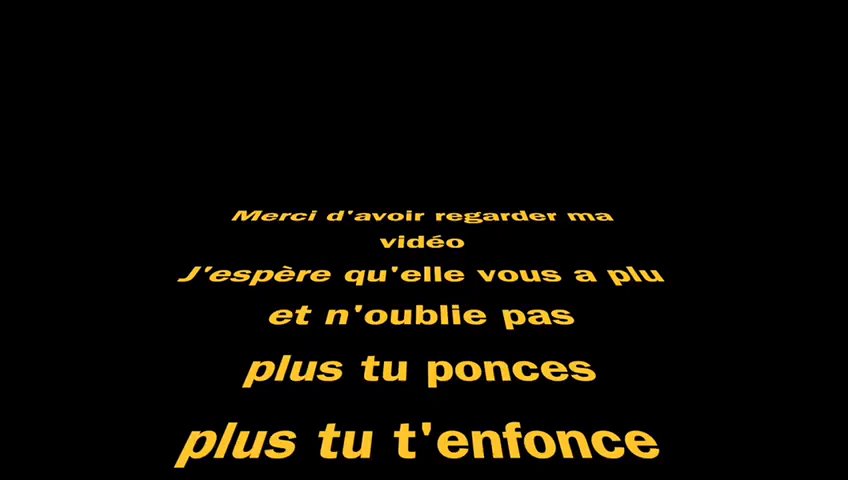 Merci d'avoir regarder ma
vidéo
J'espère qu'elle vous a plu
et n'oublie pas
plus tu ponces
plus tu t'enfonce